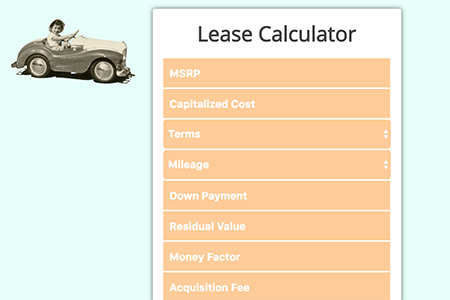 Lease Calculator
MSRP
Capitalized Cost
Terms
Mileage
Down Payment
Residual Value
Money Factor
Acquisition Fee